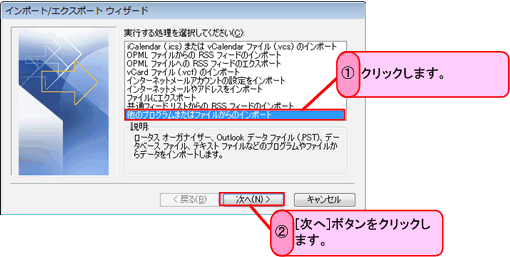 インポート/エクスポート ウィザード
実行する処理を選択してください(C):
iCalendar (.ics) または vCalendar ファイル (.vcs) のインポート
OPML ファイルからの RSS フィードのインポート
OPML ファイルへの RSS フィードのエクスポート
vCard ファイル (.vcf) のインポート
インターネットメールアカウントの設定をインポート
インターネットメールやアドレスをインポート
ファイルにエクスポート
共通フィード リストからの RSS フィードのインポート
他のプログラムまたはファイルからのインポート
説明
ロータス オーガナイザー、Outlook データ ファイル (.PST)、デー
タベース ファイル、テキスト ファイルなどのプログラムやファイルか
らデータをインポートします。
< 戻る(B)
次へ(N) >
キャンセル
① クリックします。
② [次へ]ボタンをクリックし
ます。